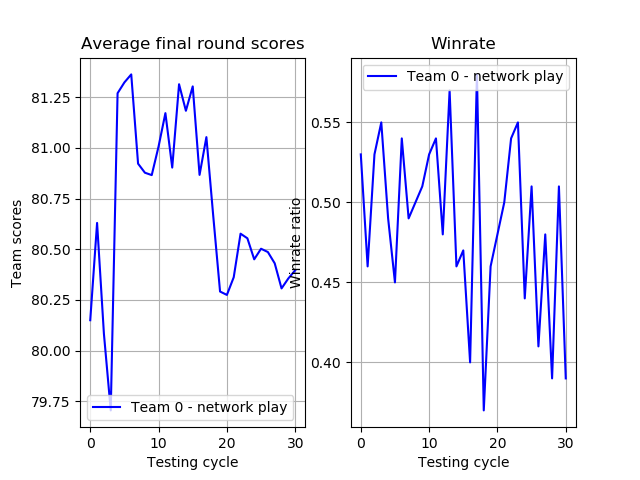 Average final round scores
Team scores
81.25
81.00
80.75
80.50
80.25
80.00
79.75
0
10
20
30
Testing cycle
Team 0 - network play
Winrate
Winrate ratio
0.55
0.50
0.45
0.40
0
10
20
30
Testing cycle
Team 0 - network play